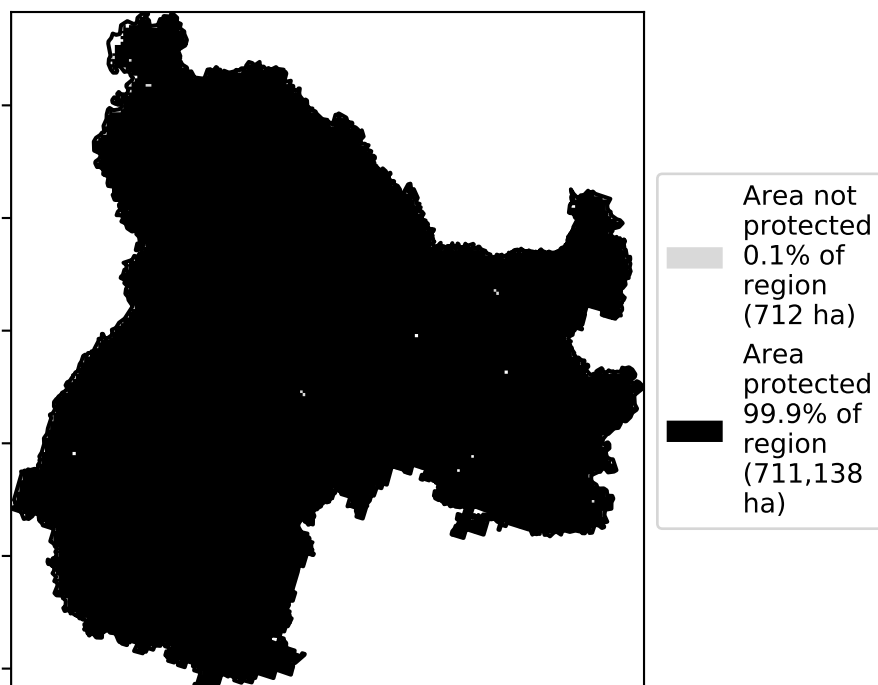 Area not
protected
0.1% of
region
(712 ha)
Area
protected
99.9% of
region
(711,138
ha)